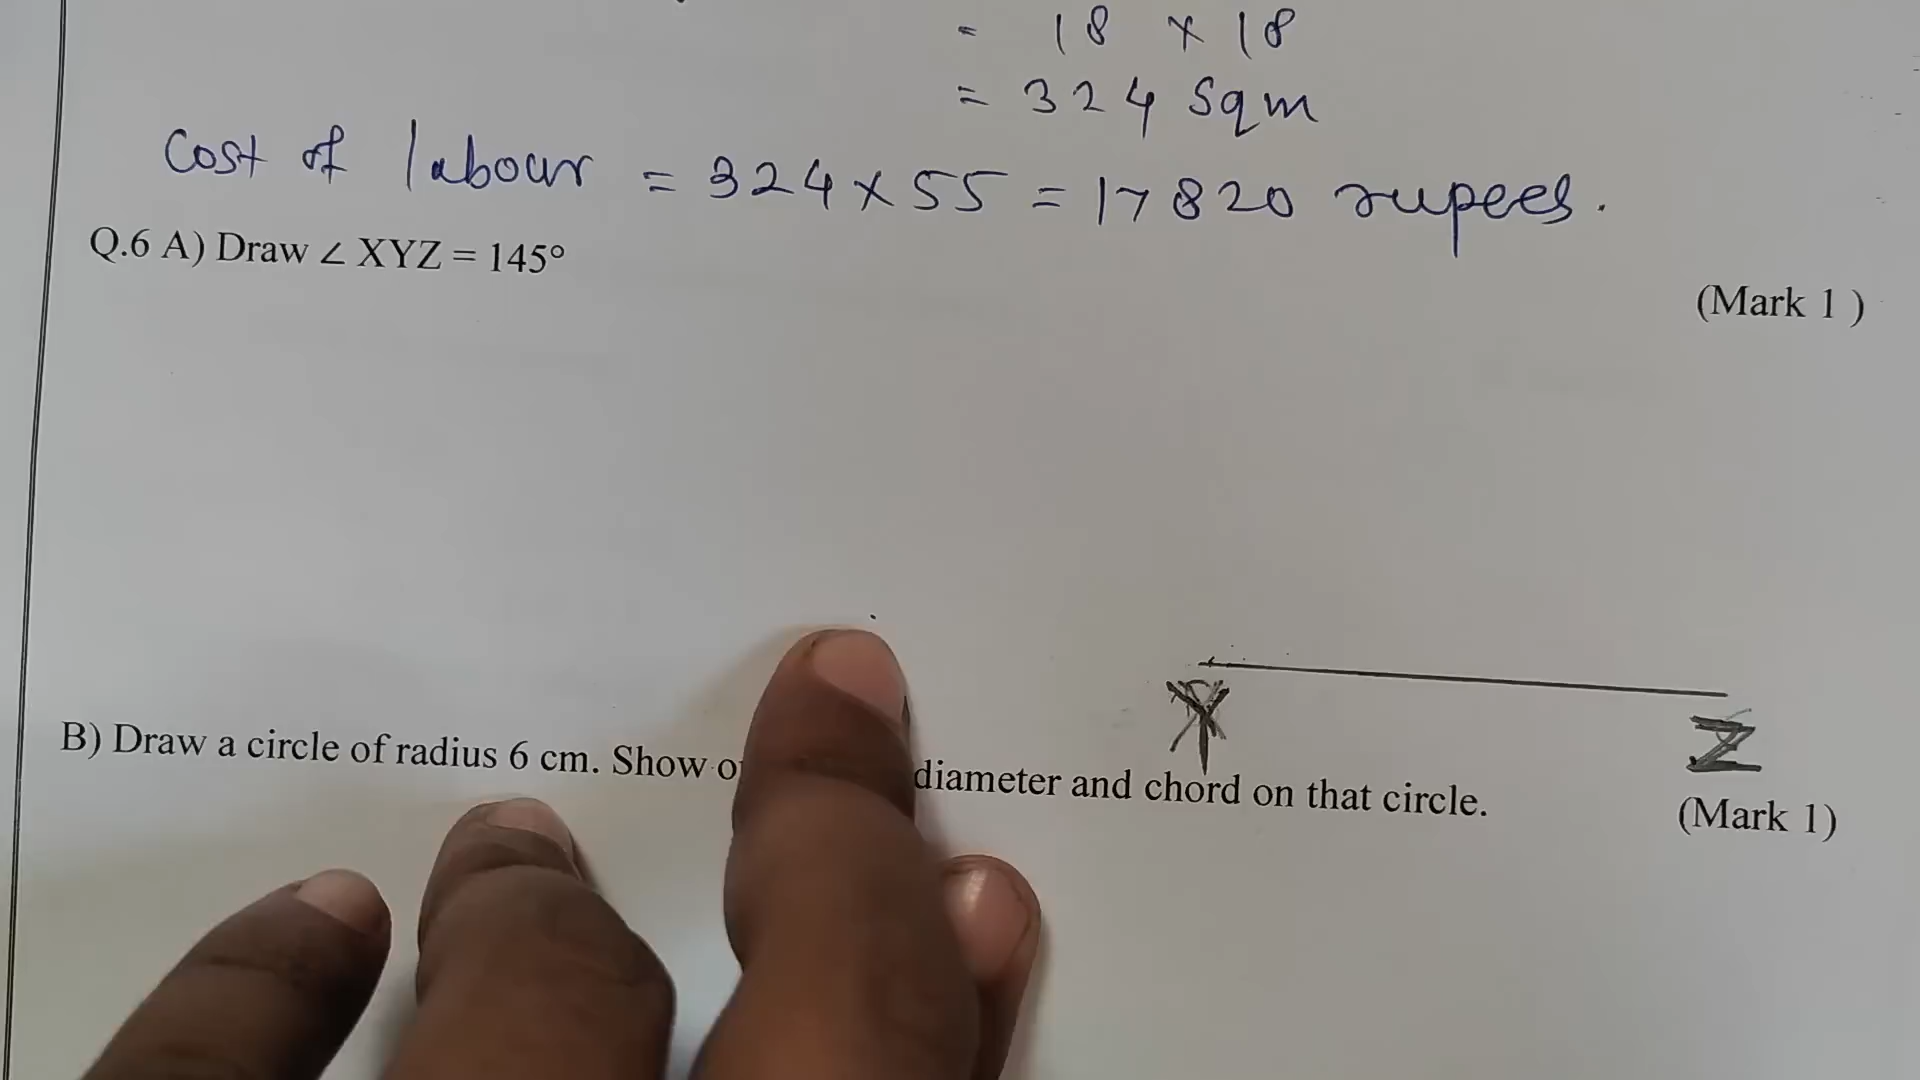 = 18 × 18
= 324 Sqm
Cost of labour = 324 × 55 = 17820 rupees.
Q.6 A) Draw ∠ XYZ = 145°
(Mark 1 )
Y Z
B) Draw a circle of radius 6 cm. Show diameter and chord on that circle. (Mark 1)